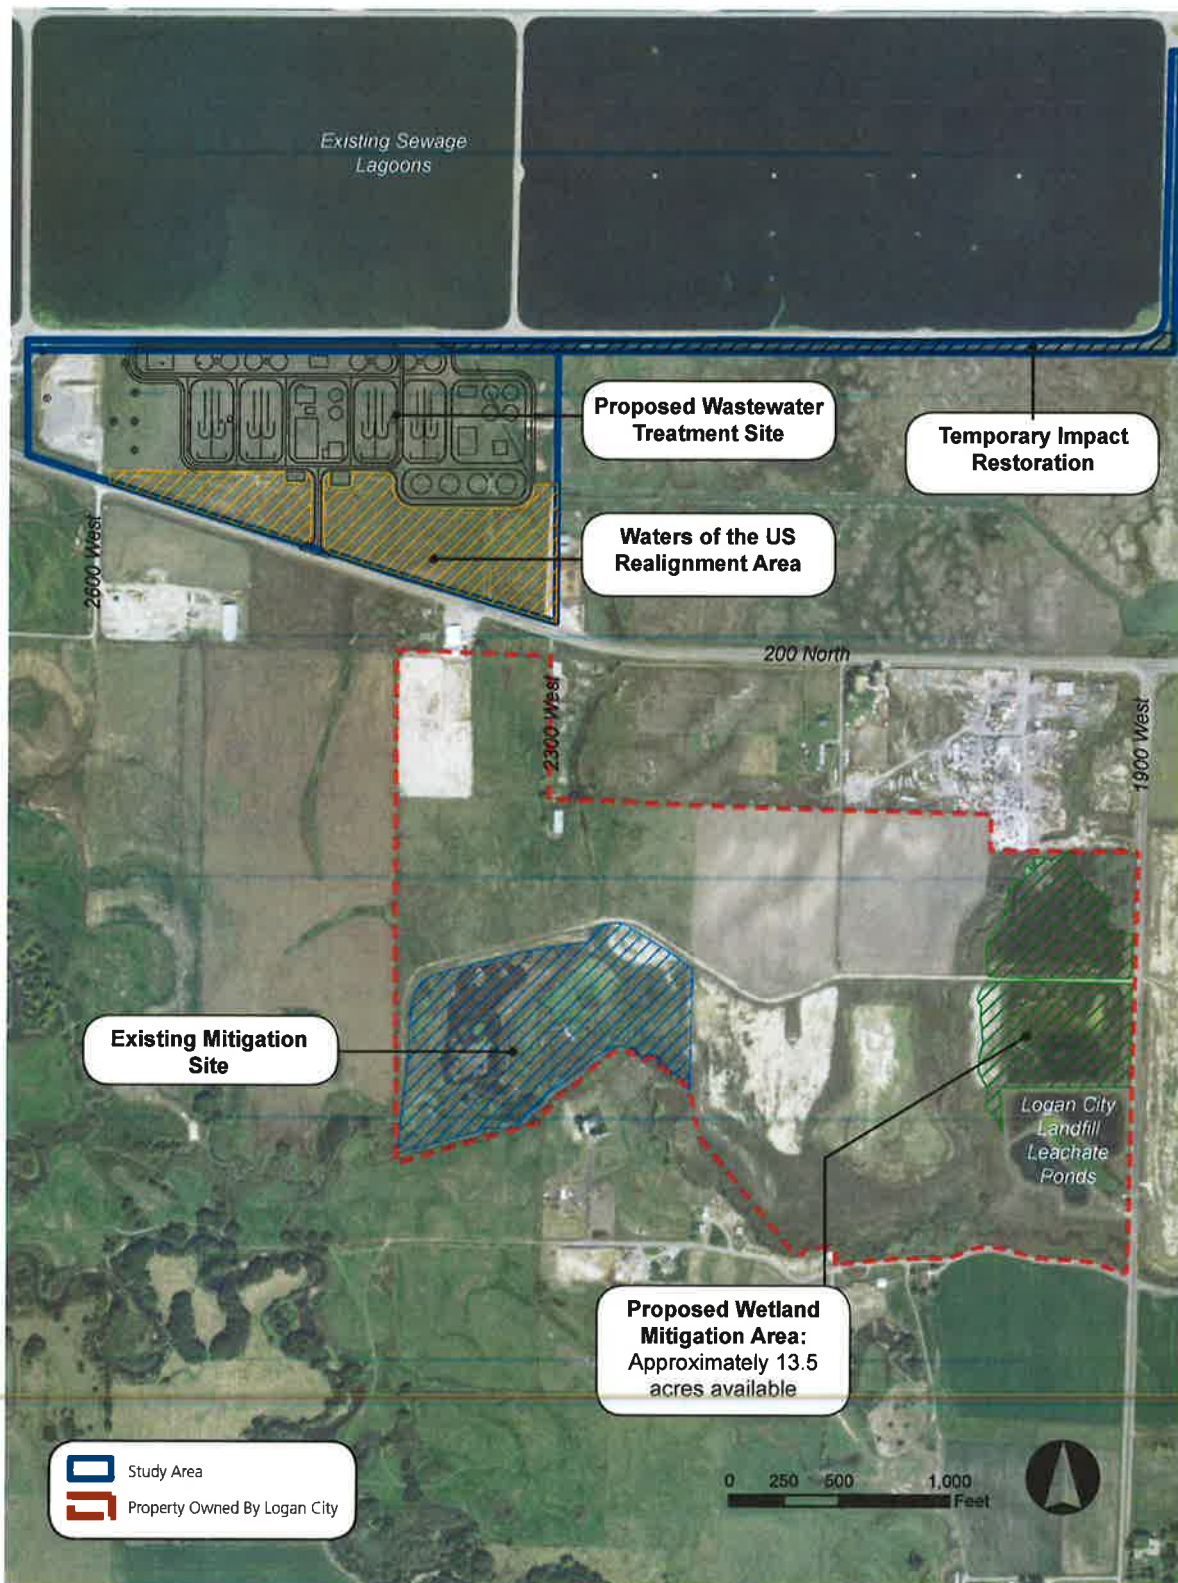 Existing Sewage
Lagoons
Proposed Wastewater
Treatment Site
Temporary Impact
Restoration
Waters of the US
Realignment Area
2600 West
200 North
2300 West
1900 West
Existing Mitigation
Site
Logan City
Landfill
Leachate
Ponds
Proposed Wetland
Mitigation Area:
Approximately 13.5
acres available
Study Area
Property Owned By Logan City
0 250 500 1,000
Feet